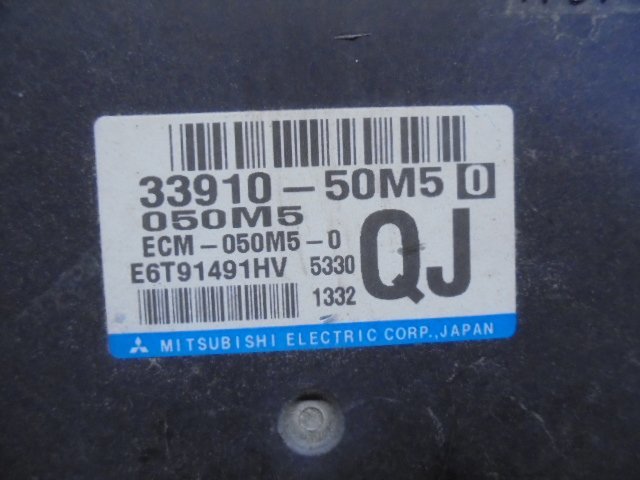 33910-50M5 0
050M5
ECM-050M5-0
E6T91491HV 5330
QJ
1332
MITSUBISHI ELECTRIC CORP., JAPAN